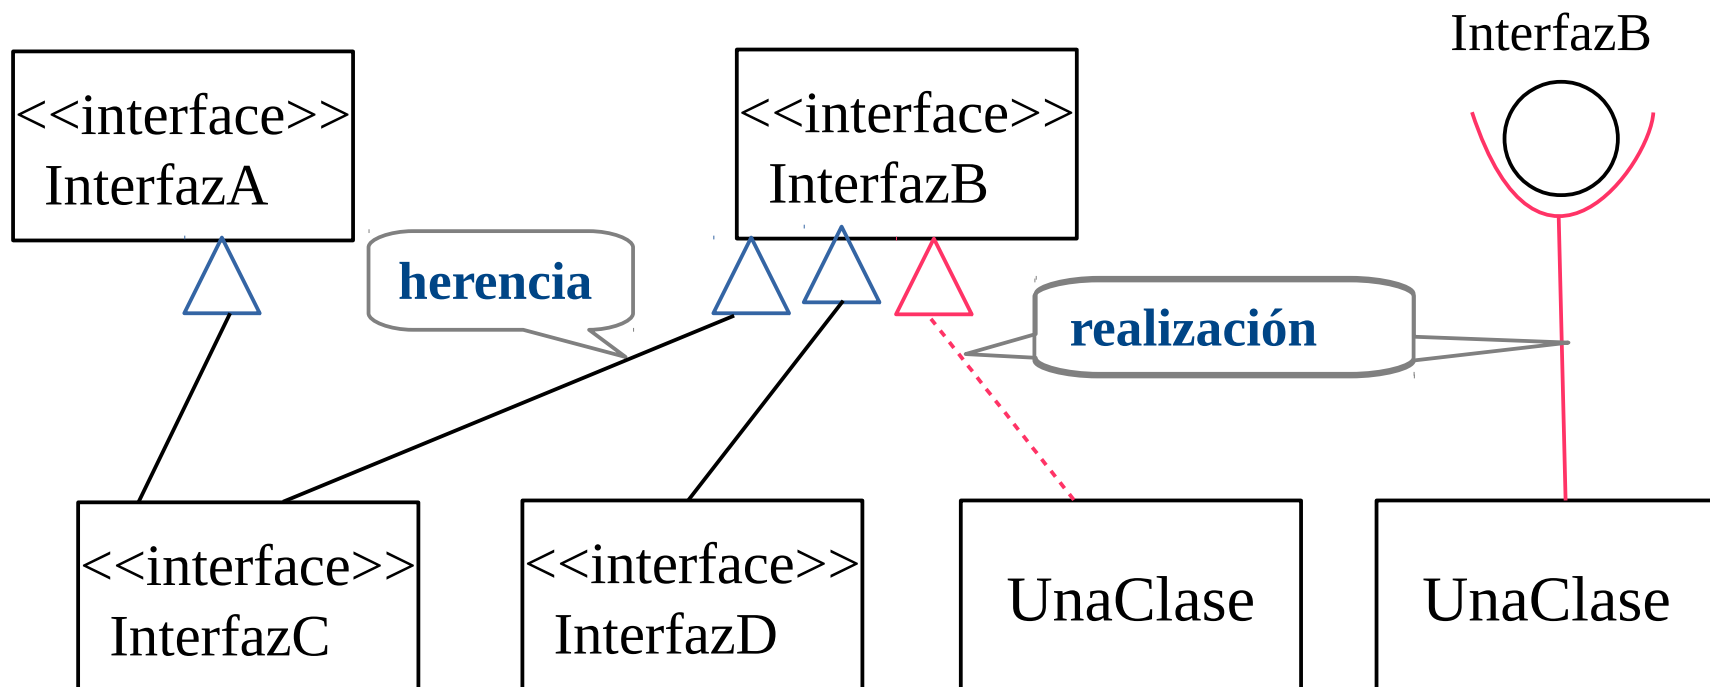 InterfazB
<<interface>>
InterfazA
<<interface>>
InterfazB
herencia
realización
<<interface>>
InterfazC
<<interface>>
InterfazD
UnaClase
UnaClase